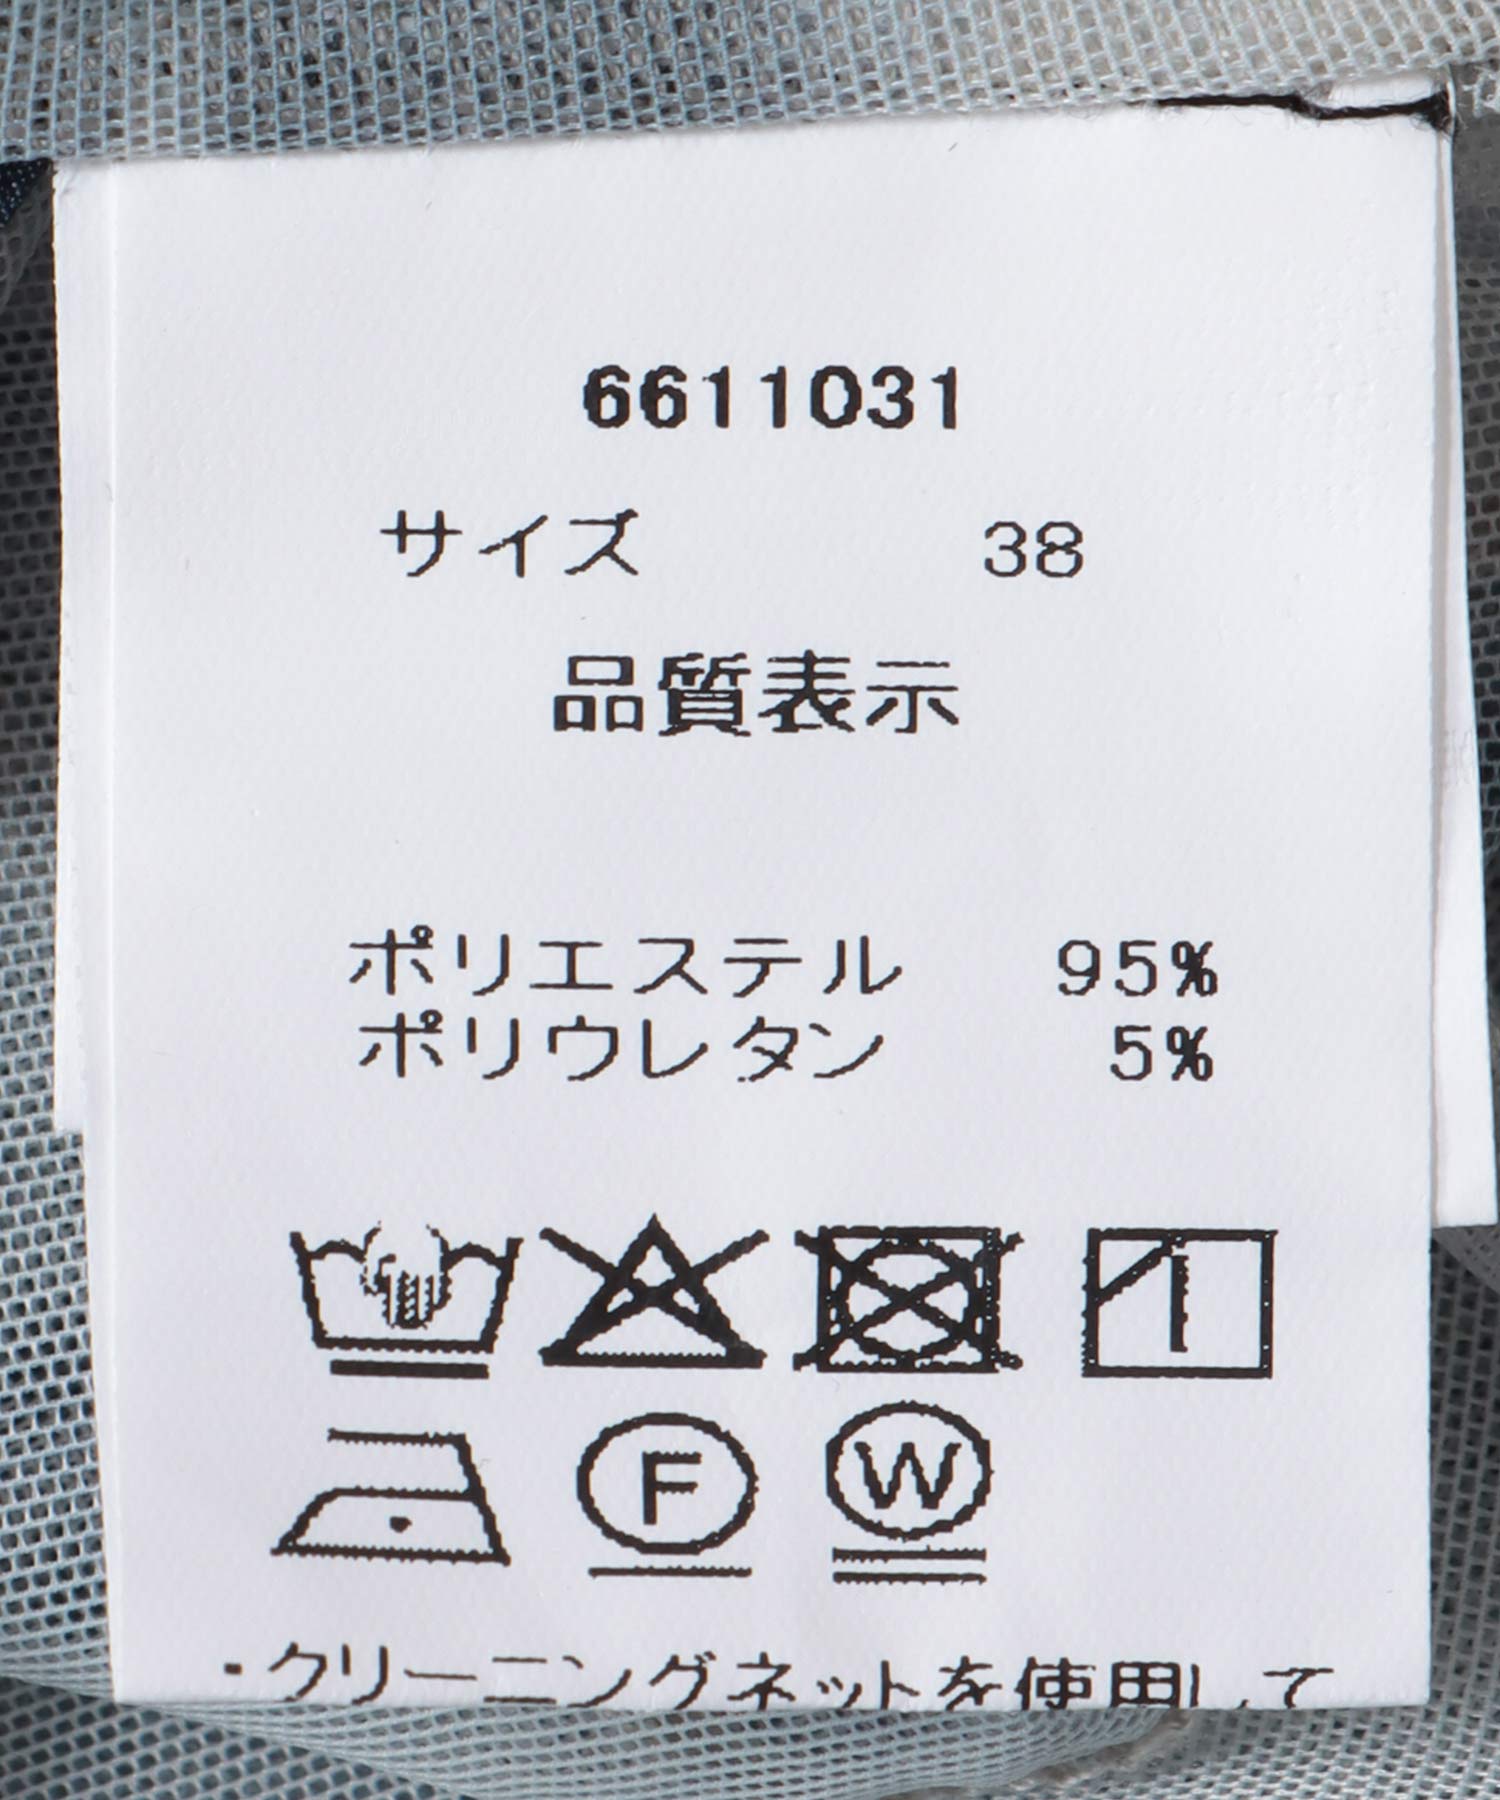 6611031
サイズ 38
品質表示
ポリエステル 95%
ポリウレタン 5%
F W
・クリーニングネットを使用して